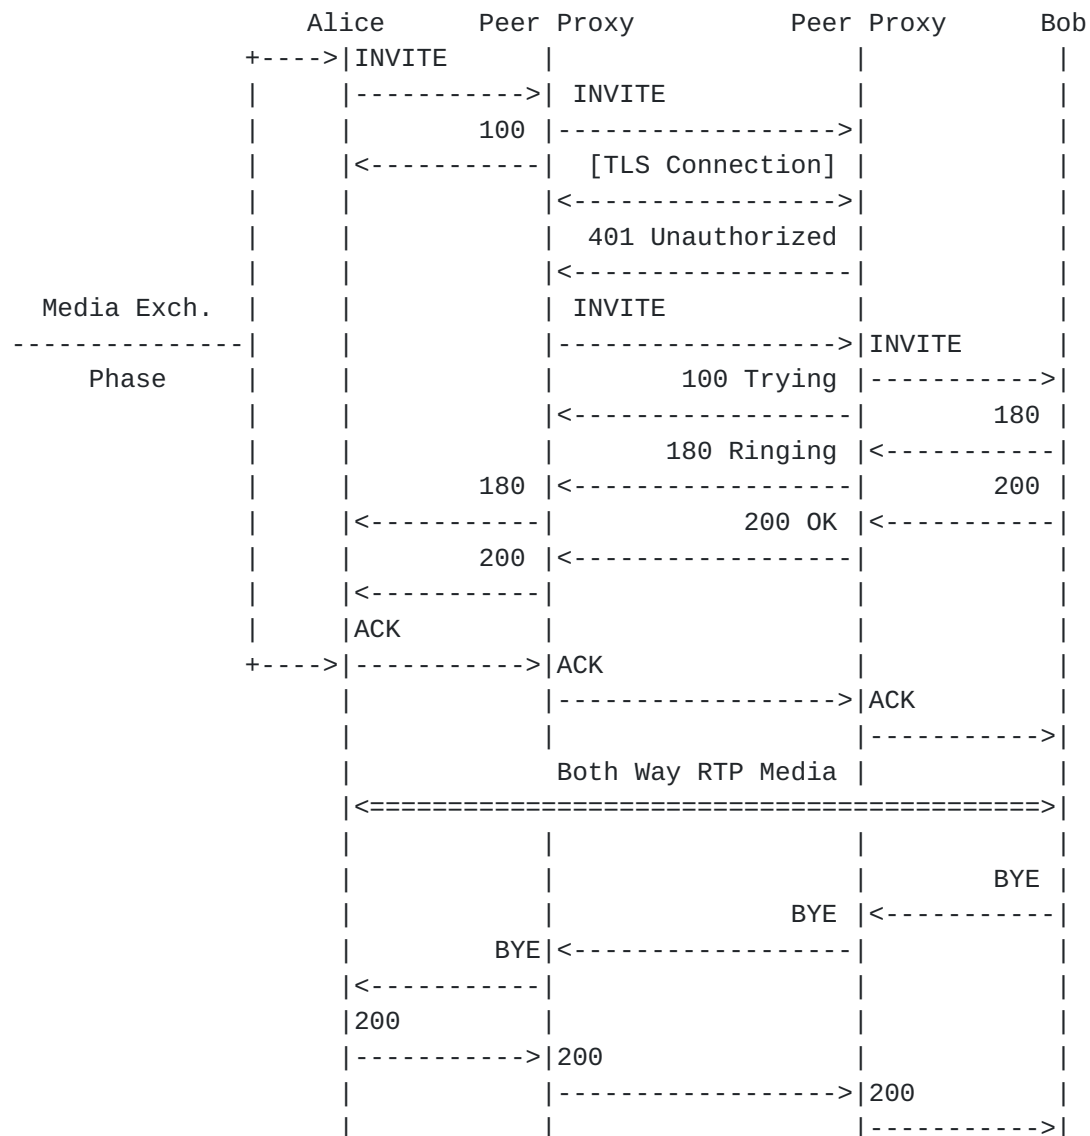 Alice      Peer Proxy          Peer Proxy      Bob
               +---->|INVITE      |                   |            |
               |     |----------->| INVITE            |            |
               |     |        100 |------------------>|            |
               |     |<-----------|  [TLS Connection] |            |
               |     |            |<----------------->|            |
               |     |            |  401 Unauthorized |            |
               |     |            |<------------------|            |
  Media Exch.  |     |            | INVITE            |            |
---------------|     |            |------------------>|INVITE      |
     Phase     |     |            |        100 Trying |----------->|
               |     |            |<------------------|        180 |
               |     |            |       180 Ringing |<-----------|
               |     |        180 |<------------------|        200 |
               |     |<-----------|            200 OK |<-----------|
               |     |        200 |<------------------|            |
               |     |<-----------|                   |            |
               |     |ACK         |                   |            |
               +---->|----------->|ACK                |            |
                     |            |------------------>|ACK         |
                     |            |                   |----------->|
                     |             Both Way RTP Media |            |
                     |<===========================================>|
                     |            |                   |            |
                     |            |                   |        BYE |
                     |            |               BYE |<-----------|
                     |         BYE|<------------------|            |
                     |<-----------|                   |            |
                     |200         |                   |            |
                     |----------->|200                |            |
                     |            |------------------>|200         |
                     |            |                   |----------->|